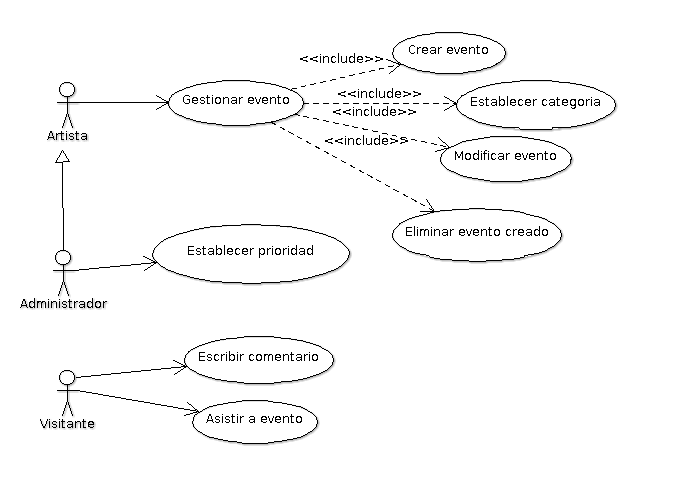 Crear evento
<<include>>
Gestionar evento
<<include>>
Establecer categoria
<<include>>
Artista
<<include>>
Modificar evento
Eliminar evento creado
Establecer prioridad
Administrador
Escribir comentario
Asistir a evento
Visitante